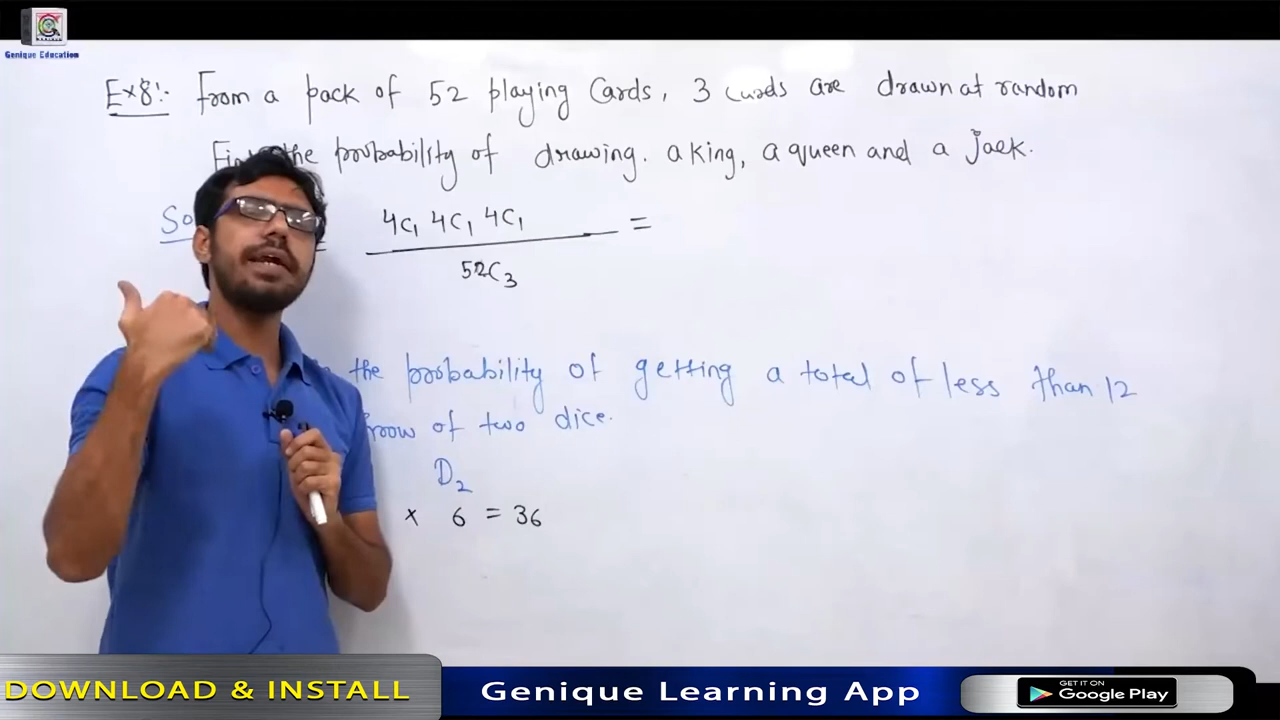 Genique Education
Ex8:- From a pack of 52 playing Cards, 3 cards are drawn at random
the probability of drawing. a king, a queen and a Jack.
4C1 4C1 4C1 =
52C3
the probability of getting a total of less than 12
of two dice.
D2
× 6 = 36
DOWNLOAD & INSTALL
Genique Learning App
GET IT ON
Google Play